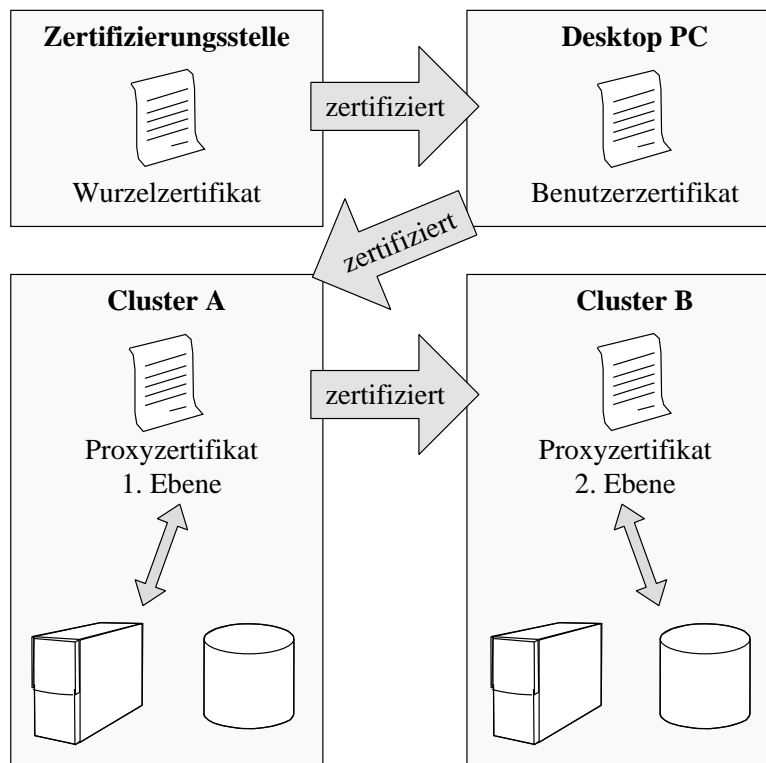 Zertifizierungsstelle
Wurzelzertifikat
zertifiziert
Desktop PC
Benutzerzertifikat
zertifiziert
Cluster A
Proxyzertifikat
1. Ebene
zertifiziert
Cluster B
Proxyzertifikat
2. Ebene